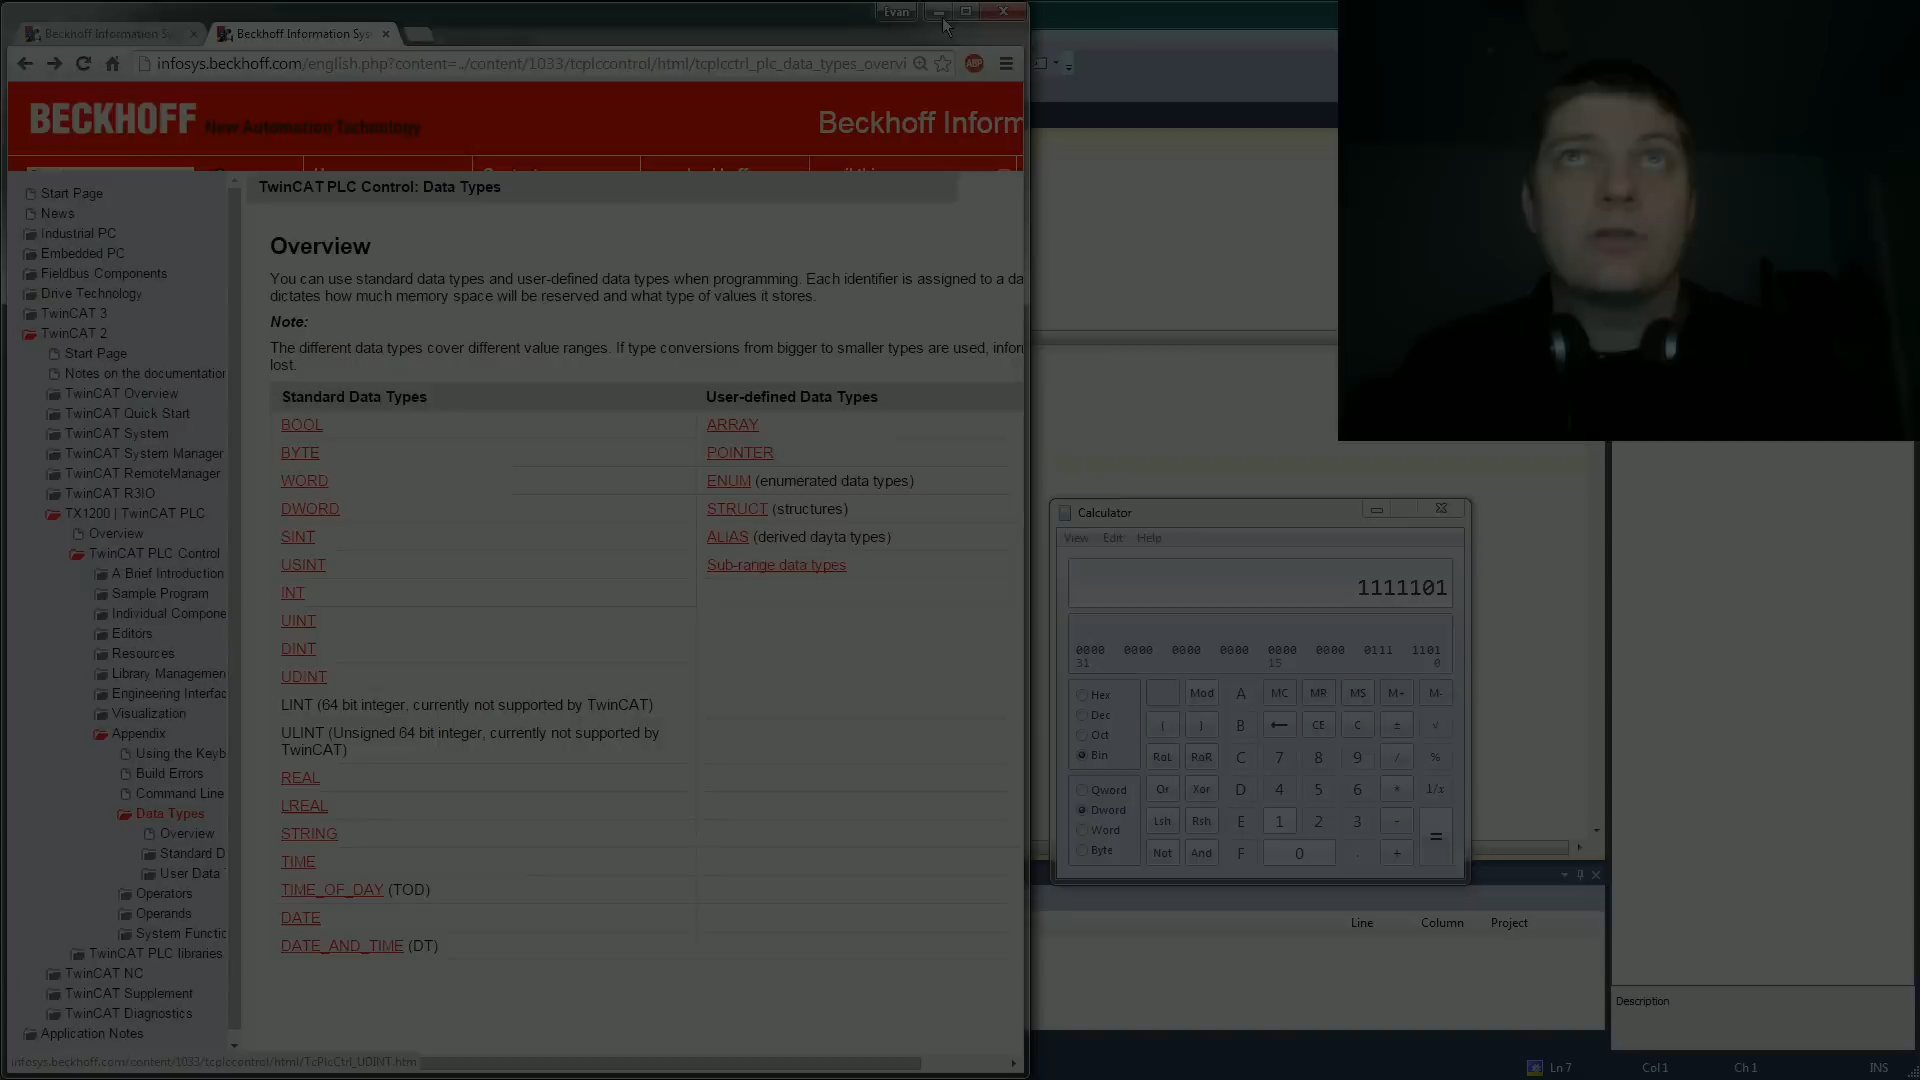 Evan
Beckhoff Information Sy
Beckhoff Information Sys
infosys.beckhoff.com/english.php?content=../content/1033/tcplccontrol/html/tcplcctrl_plc_data_types_overvi
ABP
BECKHOFF New Automation Technology
Beckhoff Inform
TwinCAT PLC Control: Data Types
Start Page
News
Industrial PC
Embedded PC
Fieldbus Components
Drive Technology
TwinCAT 3
TwinCAT 2
Start Page
Notes on the documentation
TwinCAT Overview
TwinCAT Quick Start
TwinCAT System
TwinCAT System Manager
TwinCAT RemoteManager
TwinCAT R3IO
TX1200 | TwinCAT PLC
Overview
TwinCAT PLC Control
A Brief Introduction
Sample Program
Individual Compone
Editors
Resources
Library Managemen
Engineering Interfac
Visualization
Appendix
Using the Keyb
Build Errors
Command Line
Data Types
Overview
Standard D
User Data
Operators
Operands
System Functio
TwinCAT PLC libraries
TwinCAT NC
TwinCAT Supplement
TwinCAT Diagnostics
Application Notes
Overview
You can use standard data types and user-defined data types when programming. Each identifier is assigned to a da
dictates how much memory space will be reserved and what type of values it stores.
Note:
The different data types cover different value ranges. If type conversions from bigger to smaller types are used, infor
lost.
Standard Data Types
User-defined Data Types
BOOL
ARRAY
BYTE
POINTER
WORD
ENUM (enumerated data types)
DWORD
STRUCT (structures)
SINT
ALIAS (derived dayta types)
USINT
Sub-range data types
INT
UINT
DINT
UDINT
LINT (64 bit integer, currently not supported by TwinCAT)
ULINT (Unsigned 64 bit integer, currently not supported by
TwinCAT)
REAL
LREAL
STRING
TIME
TIME_OF_DAY (TOD)
DATE
DATE_AND_TIME (DT)
infosys.beckhoff.com/content/1033/tcplccontrol/html/TcPlcCtrl_UDINT.htm
Calculator
View Edit Help
1111101
0000 0000 0000 0000 0000 0000 0111 1101
31 15 0
Hex
Dec
Oct
Bin
Qword
Dword
Word
Byte
Mod A MC MR MS M+ M-
( ) B ← CE C ± √
RoL RoR C 7 8 9 / %
Or Xor D 4 5 6 * 1/x
Lsh Rsh E 1 2 3 - =
Not And F 0 . +
Line Column Project
Description
Ln 7 Col 1 Ch 1 INS